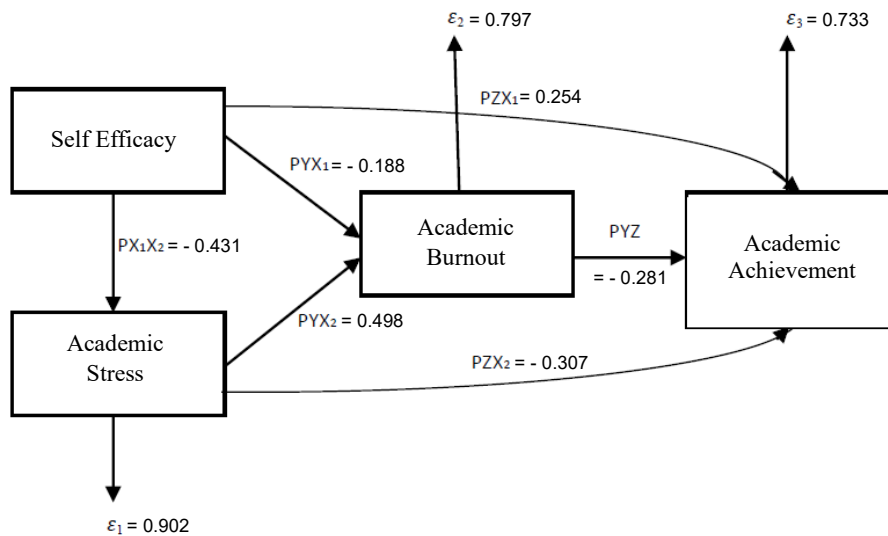 ε₂ = 0.797
ε₃ = 0.733
PZX₁ = 0.254
Self Efficacy
PYX₁ = - 0.188
Academic
Burnout
PYZ
= - 0.281
Academic
Achievement
PX₁X₂ = - 0.431
PYX₂ = 0.498
Academic
Stress
PZX₂ = - 0.307
ε₁ = 0.902